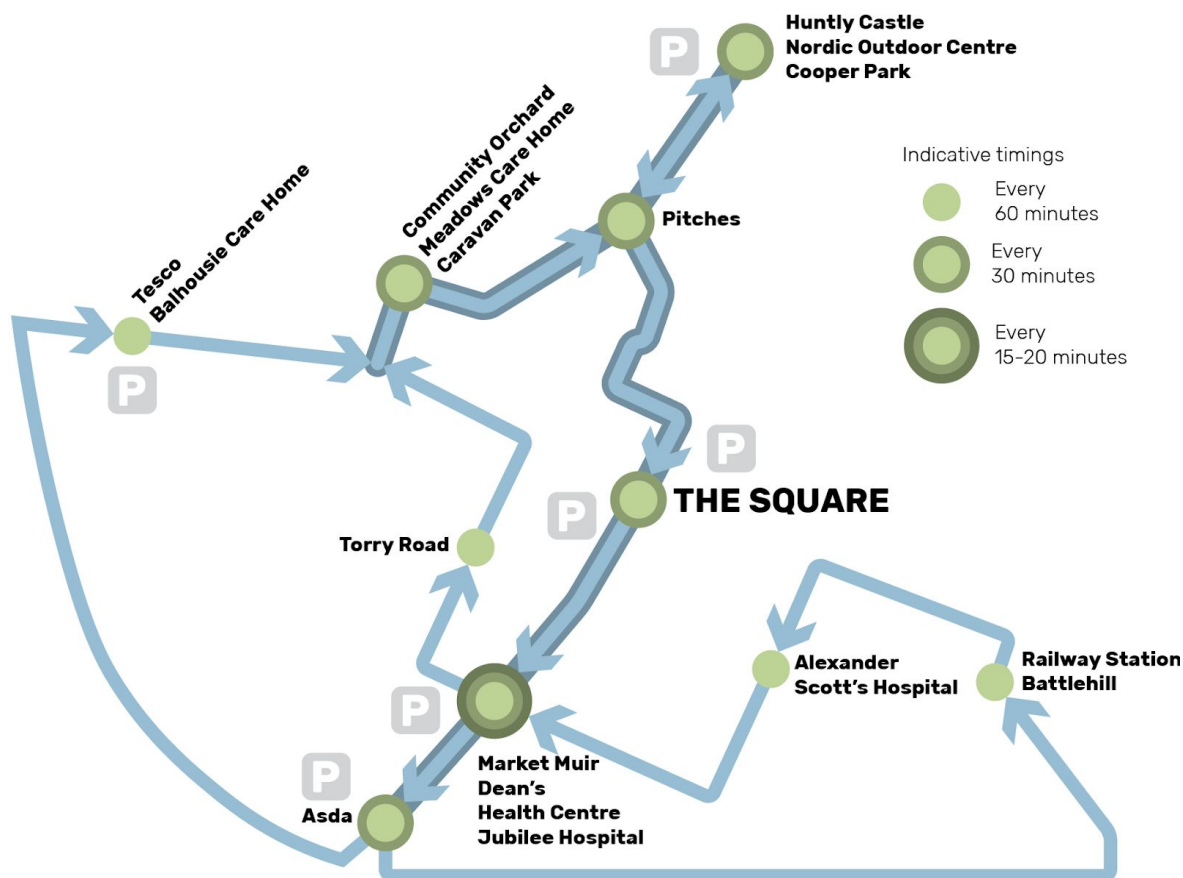 Huntly Castle
Nordic Outdoor Centre
Cooper Park
P
Indicative timings
Every
60 minutes
Every
30 minutes
Every
15-20 minutes
Community Orchard
Meadows Care Home
Caravan Park
Pitches
Tesco
Balhousie Care Home
P
P
THE SQUARE
P
Torry Road
Alexander
Scott's Hospital
Railway Station
Battlehill
P
Market Muir
Dean's
Health Centre
Jubilee Hospital
P
Asda